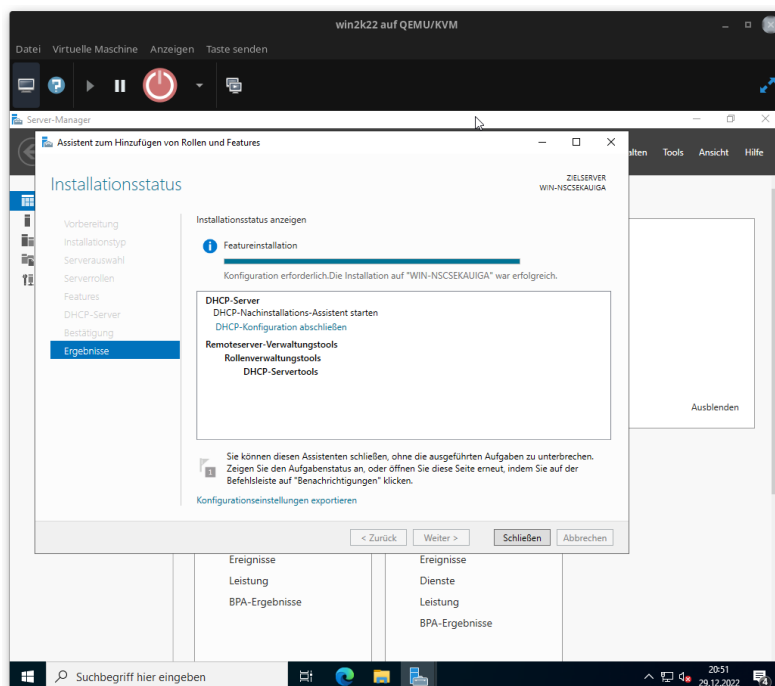 win2k22 auf QEMU/KVM
Datei Virtuelle Maschine Anzeigen Taste senden
Server-Manager
Assistent zum Hinzufügen von Rollen und Features
Tools Ansicht Hilfe
Installationsstatus
ZIELSERVER
WIN-NSCSEKAUIGA
Vorbereitung
Installationstyp
Serverauswahl
Serverrollen
Features
DHCP-Server
Bestätigung
Ergebnisse
Installationsstatus anzeigen
Featureinstallation
Konfiguration erforderlich.Die Installation auf "WIN-NSCSEKAUIGA" war erfolgreich.
DHCP-Server
DHCP-Nachinstallations-Assistent starten
DHCP-Konfiguration abschließen
Remoteserver-Verwaltungstools
Rollenverwaltungstools
DHCP-Servertools
Sie können diesen Assistenten schließen, ohne die ausgeführten Aufgaben zu unterbrechen.
Zeigen Sie den Aufgabenstatus an, oder öffnen Sie diese Seite erneut, indem Sie auf der
Befehlsleiste auf "Benachrichtigungen" klicken.
Konfigurationseinstellungen exportieren
< Zurück Weiter > Schließen Abbrechen
Ausblenden
Ereignisse
Leistung
BPA-Ergebnisse
Ereignisse
Dienste
Leistung
BPA-Ergebnisse
Suchbegriff hier eingeben
20:51
29.12.2022
4